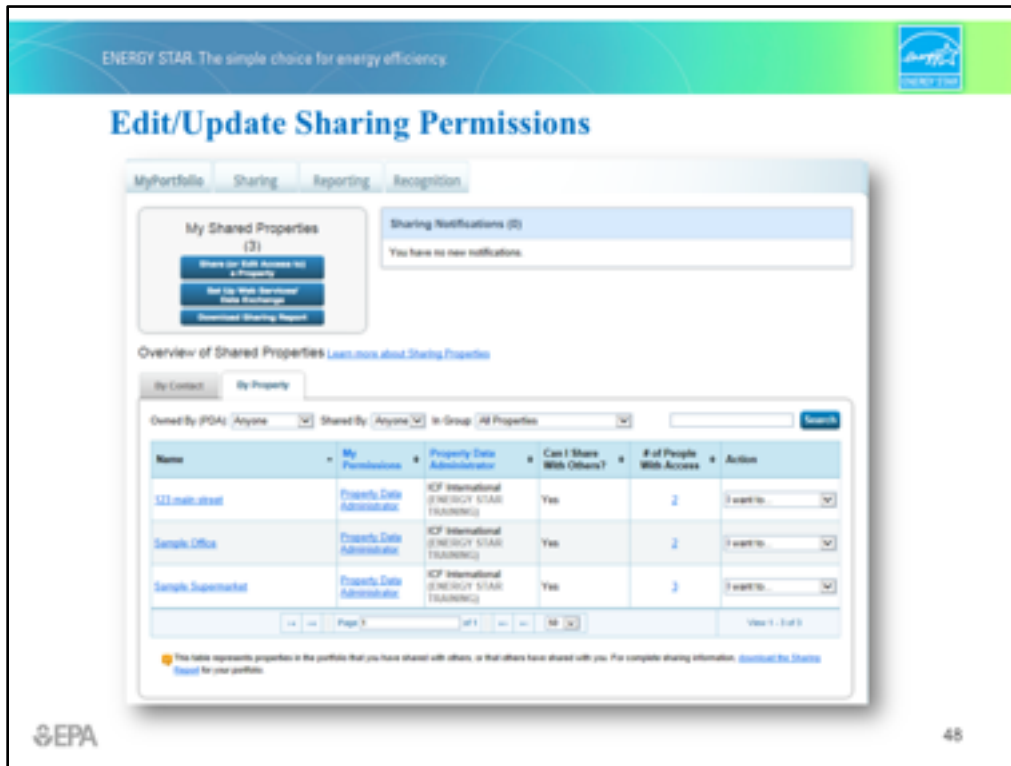 ENERGY STAR. The simple choice for energy efficiency.
ENERGY STAR
Edit/Update Sharing Permissions
MyPortfolio Sharing Reporting Recognition
My Shared Properties
(3)
Share (or Edit Access to)
a Property
Set Up Web Services/
Data Exchange
Download Sharing Report
Sharing Notifications (0)
You have no new notifications.
Overview of Shared Properties Learn more about Sharing Properties
By Contact By Property
Owned By (PDA): Anyone Shared By: Anyone In Group: All Properties Search
Name My Permissions Property Data Administrator Can I Share With Others? # of People With Access Action
123 main street Property Data Administrator ICF International (ENERGY STAR TRAINING) Yes 2 I want to...
Sample Office Property Data Administrator ICF International (ENERGY STAR TRAINING) Yes 2 I want to...
Sample Supermarket Property Data Administrator ICF International (ENERGY STAR TRAINING) Yes 3 I want to...
Page 1 of 1 50 View 1 - 3 of 3
This table represents properties in the portfolio that you have shared with others, or that others have shared with you. For complete sharing information, download the Sharing
Report for your portfolio.
EPA
48